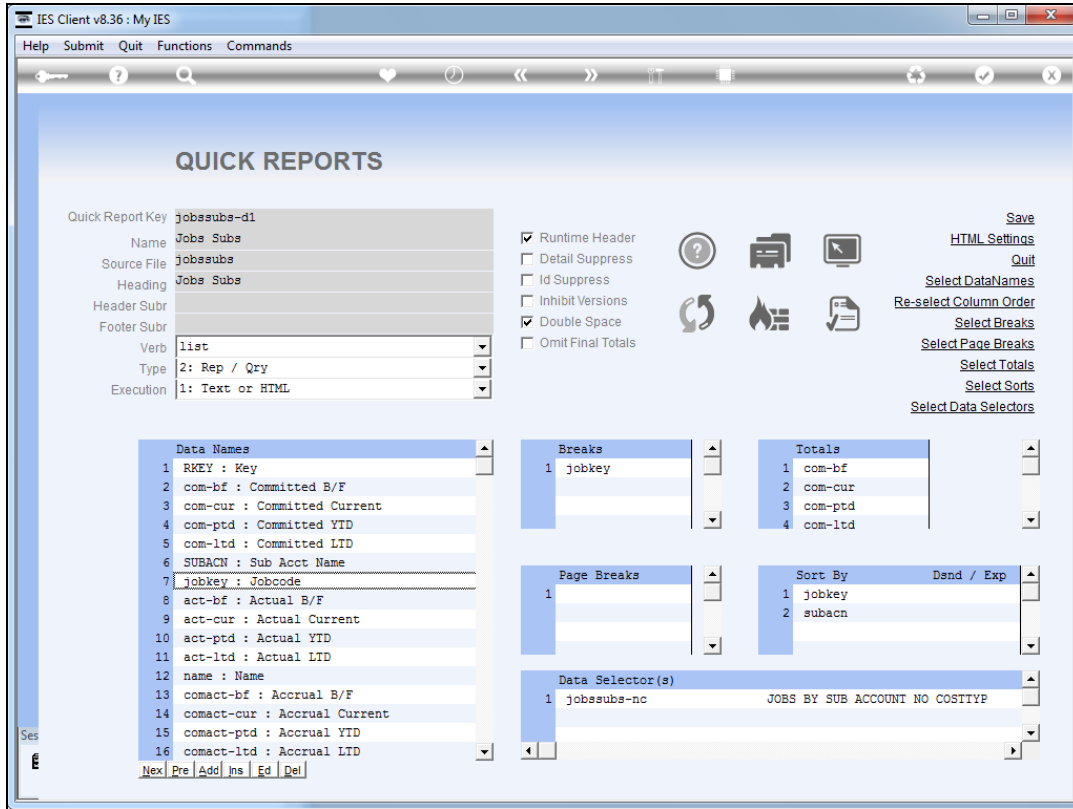 IES Client v8.36 : My IES
Help Submit Quit Functions Commands
QUICK REPORTS
Quick Report Key jobssubs-d1
Name Jobs Subs
Source File jobssubs
Heading Jobs Subs
Header Subr
Footer Subr
Verb list
Type 2: Rep / Qry
Execution 1: Text or HTML
Runtime Header
Detail Suppress
Id Suppress
Inhibit Versions
Double Space
Omit Final Totals
Save
HTML Settings
Quit
Select DataNames
Re-select Column Order
Select Breaks
Select Page Breaks
Select Totals
Select Sorts
Select Data Selectors
Data Names
1 RKEY : Key
2 com-bf : Committed B/F
3 com-cur : Committed Current
4 com-ptd : Committed YTD
5 com-ltd : Committed LTD
6 SUBACN : Sub Acct Name
7 jobkey : Jobcode
8 act-bf : Actual B/F
9 act-cur : Actual Current
10 act-ptd : Actual YTD
11 act-ltd : Actual LTD
12 name : Name
13 comact-bf : Accrual B/F
14 comact-cur : Accrual Current
15 comact-ptd : Accrual YTD
16 comact-ltd : Accrual LTD
Nex Pre Add Ins Ed Del
Breaks
1 jobkey
Totals
1 com-bf
2 com-cur
3 com-ptd
4 com-ltd
Page Breaks
1
Sort By Dsnd / Exp
1 jobkey
2 subacn
Data Selector(s)
1 jobssubs-nc JOBS BY SUB ACCOUNT NO COSTTYP
Ses